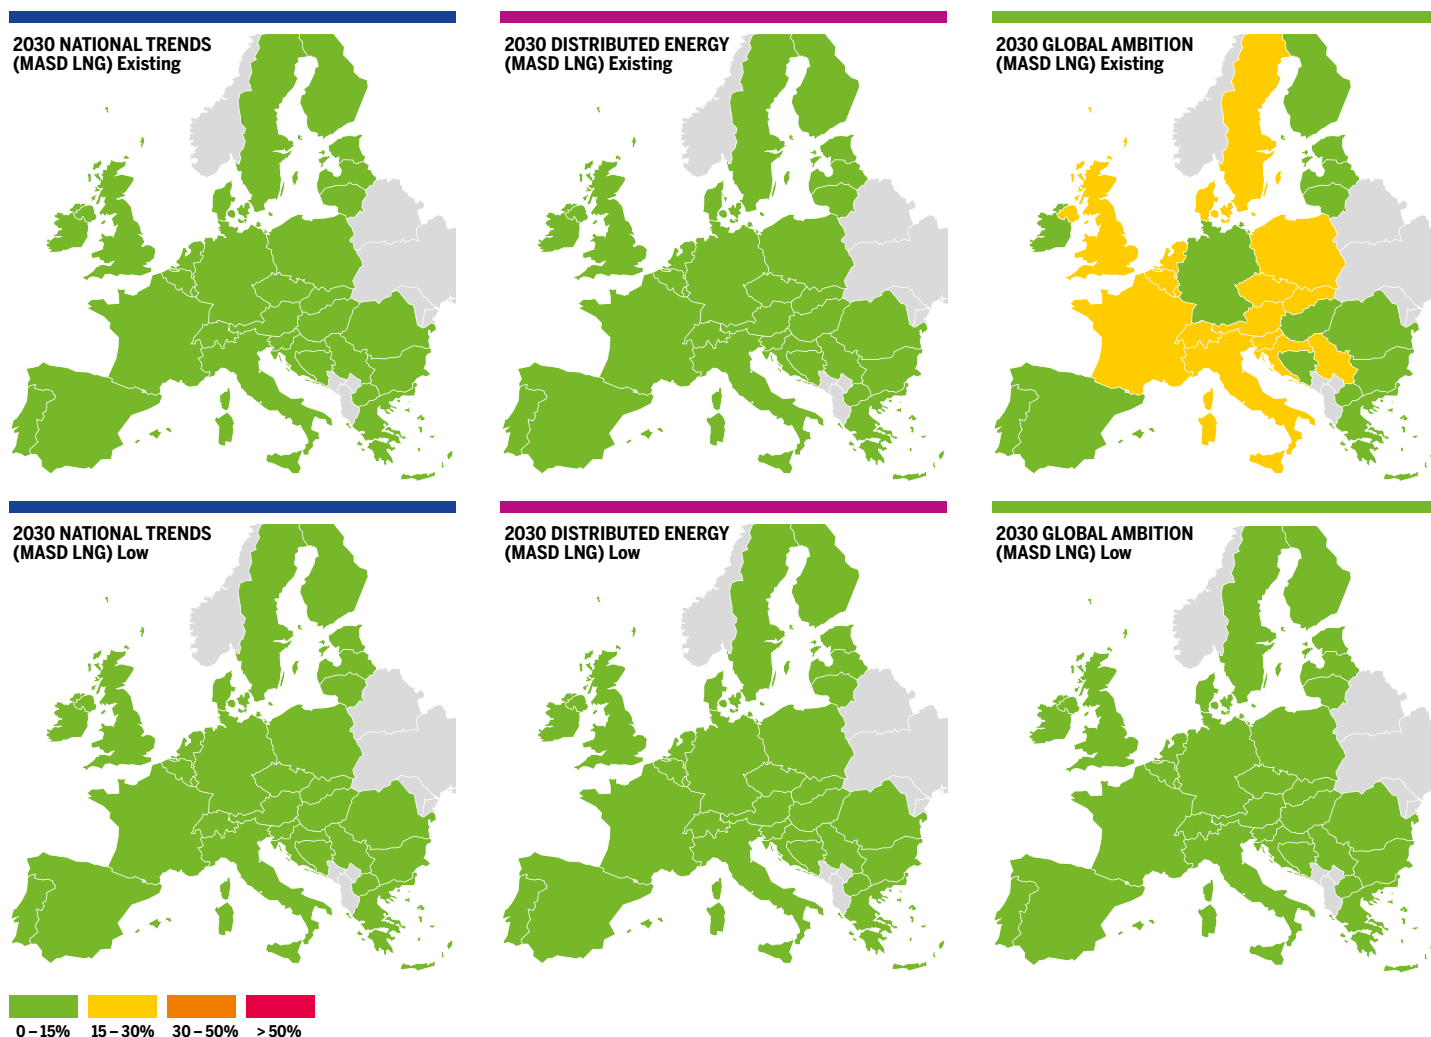 2030 NATIONAL TRENDS
(MASD LNG) Existing
2030 DISTRIBUTED ENERGY
(MASD LNG) Existing
2030 GLOBAL AMBITION
(MASD LNG) Existing
2030 NATIONAL TRENDS
(MASD LNG) Low
2030 DISTRIBUTED ENERGY
(MASD LNG) Low
2030 GLOBAL AMBITION
(MASD LNG) Low
0 – 15% 15 – 30% 30 – 50% > 50%